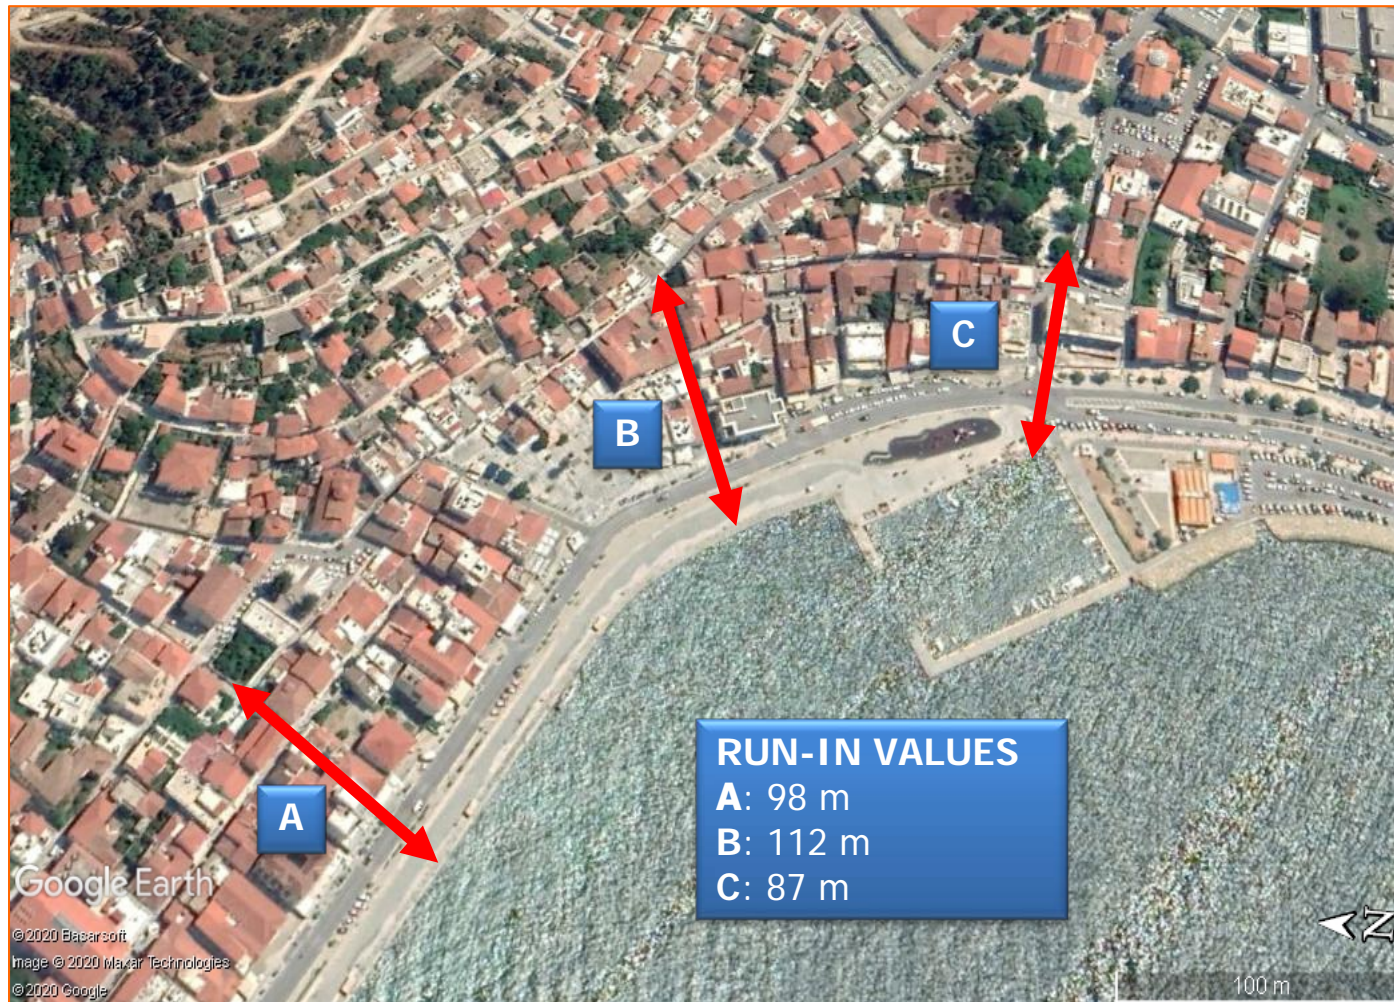 C
B
A
RUN-IN VALUES
A: 98 m
B: 112 m
C: 87 m
Google Earth
© 2020 Basarsoft
Image © 2020 Maxar Technologies
© 2020 Google
N
100 m